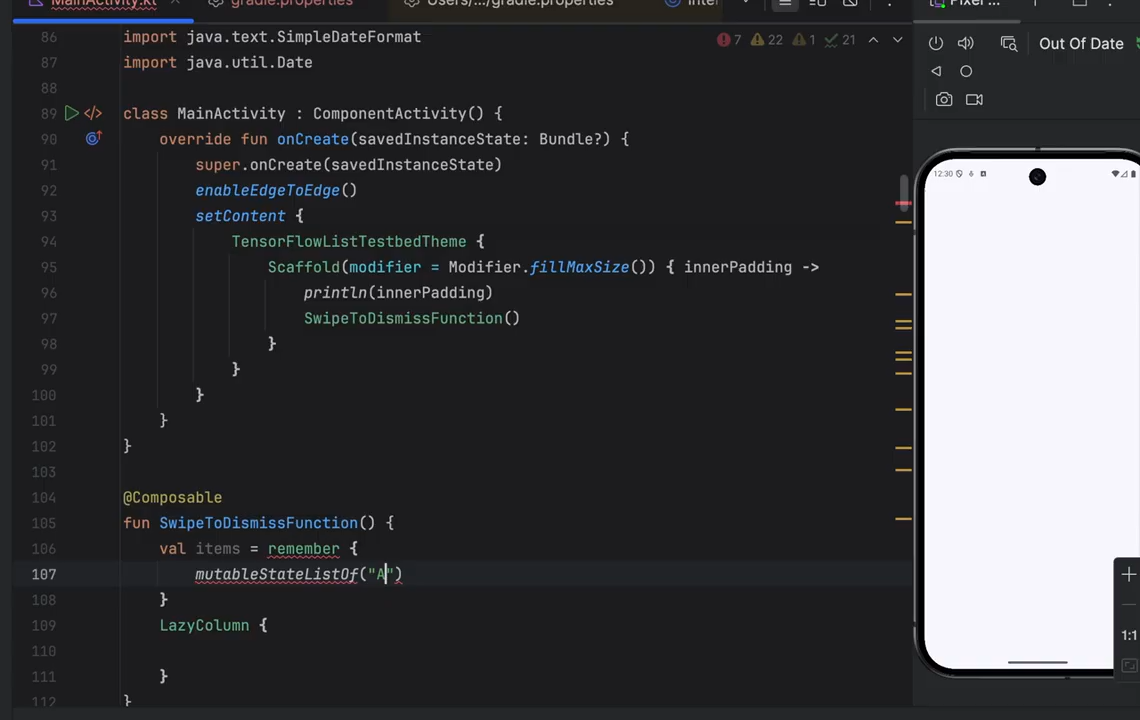 MainActivity.kt
gradle.properties
Users/.../gradle.properties
Pixel ...
86 import java.text.SimpleDateFormat
7 22 1 21
87 import java.util.Date
Out Of Date
88
89 class MainActivity : ComponentActivity() {
90 override fun onCreate(savedInstanceState: Bundle?) {
91 super.onCreate(savedInstanceState)
12:30
92 enableEdgeToEdge()
93 setContent {
94 TensorFlowListTestbedTheme {
95 Scaffold(modifier = Modifier.fillMaxSize()) { innerPadding ->
96 println(innerPadding)
97 SwipeToDismissFunction()
98 }
99 }
100 }
101 }
102 }
103
104 @Composable
105 fun SwipeToDismissFunction() {
106 val items = remember {
107 mutableStateListOf("A")
108 }
109 LazyColumn {
1:1
110
111 }
112 }